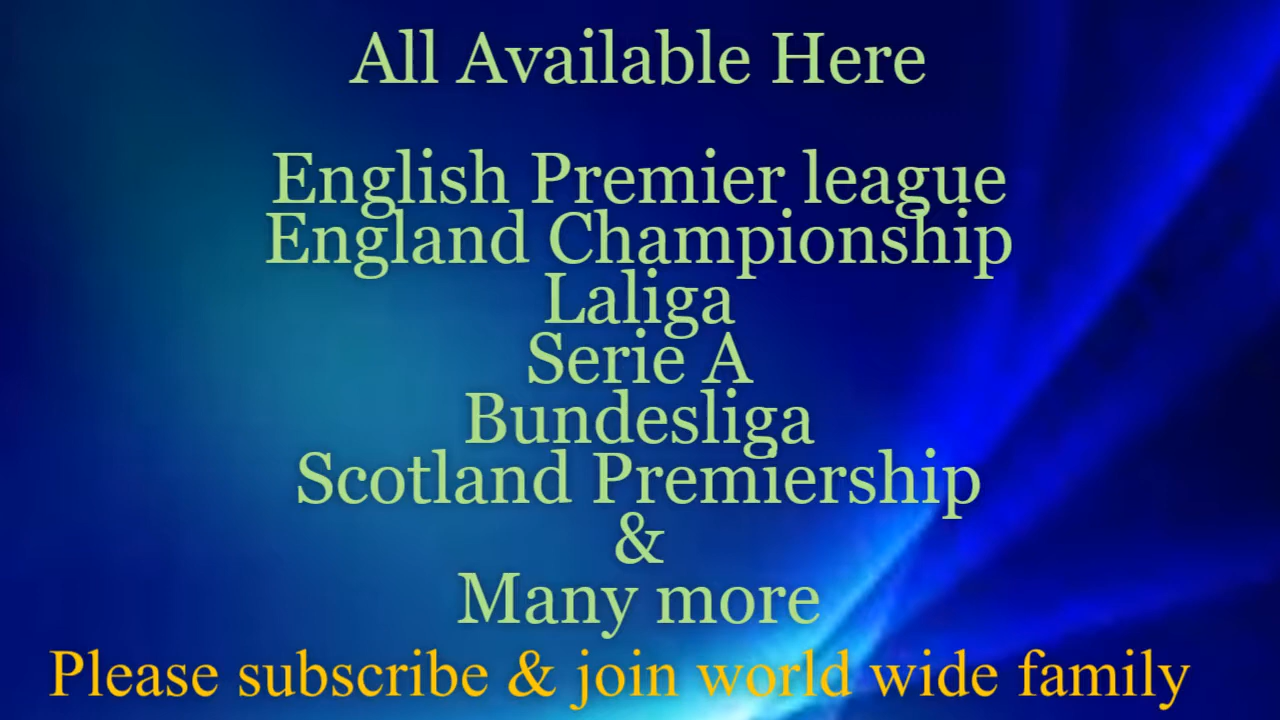 All Available Here
English Premier league
England Championship
Laliga
Serie A
Bundesliga
Scotland Premiership
&
Many more
Please subscribe & join world wide family